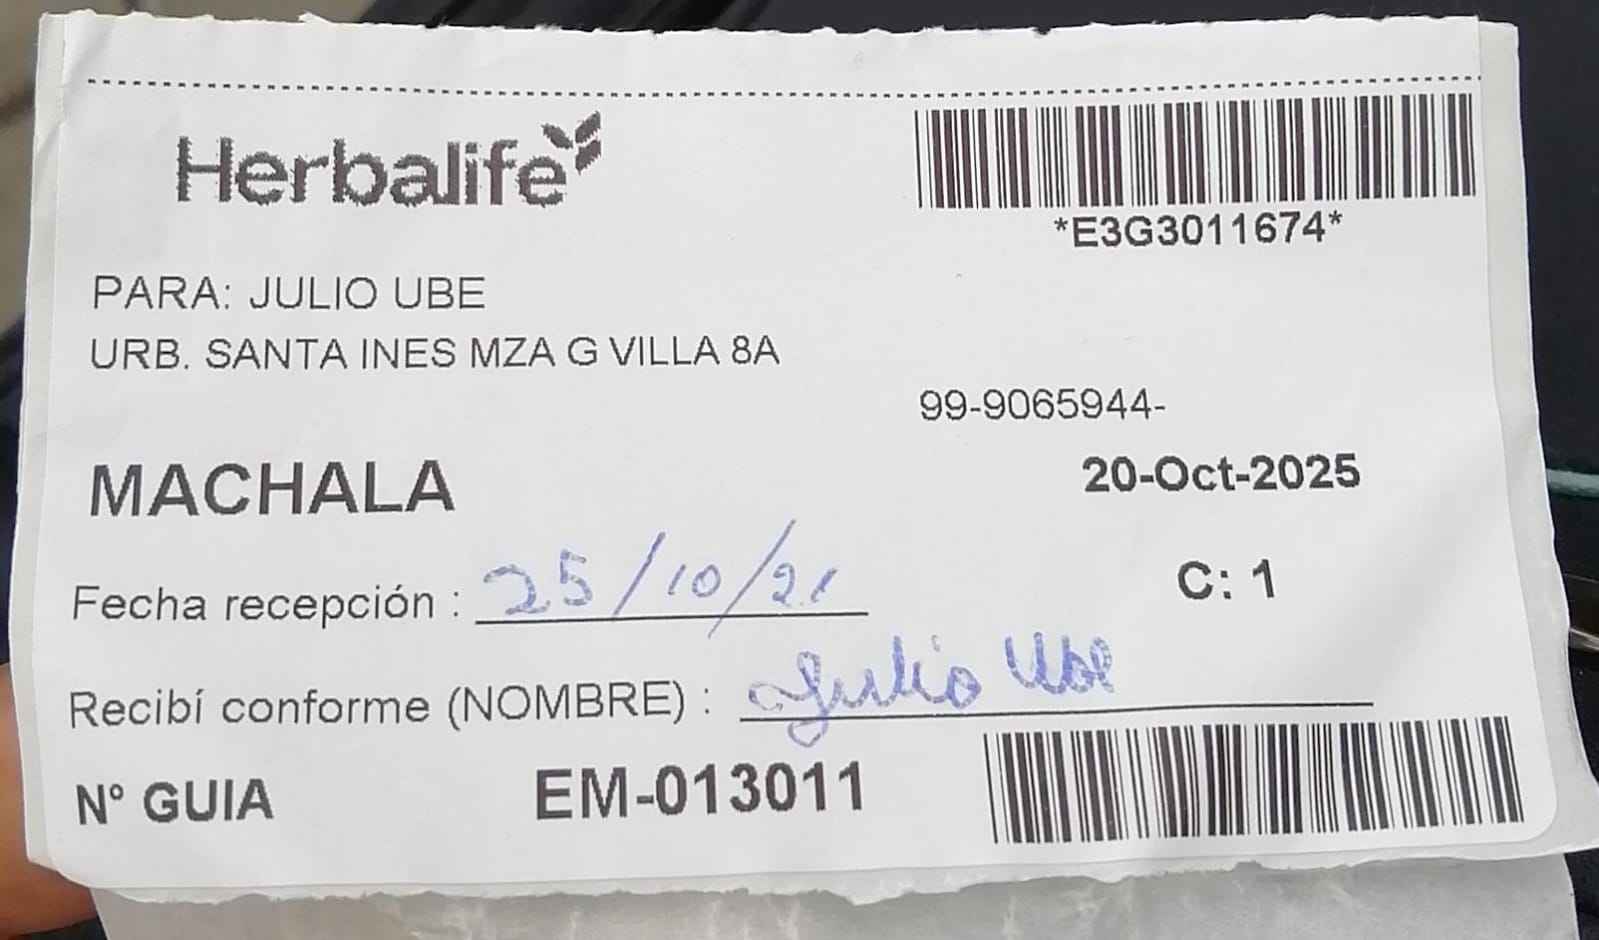 Herbalife
*E3G3011674*
PARA: JULIO UBE
URB. SANTA INES MZA G VILLA 8A
99-9065944-
MACHALA
20-Oct-2025
Fecha recepción : 25/10/21
C: 1
Recibí conforme (NOMBRE) : Julio Ube
N° GUIA EM-013011